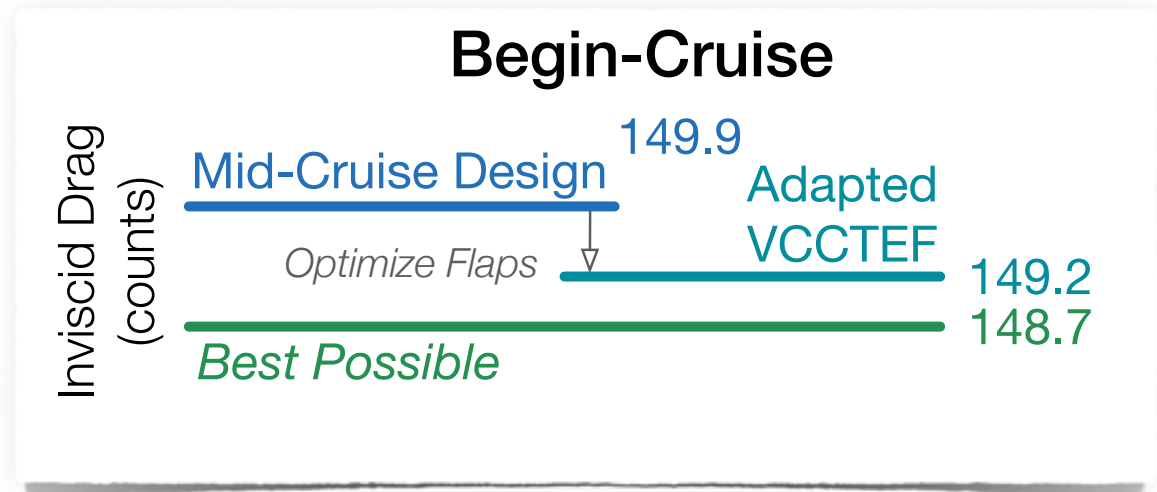 Begin-Cruise
Inviscid Drag
(counts)
149.9
Mid-Cruise Design
Adapted
VCCTEF
Optimize Flaps
149.2
148.7
Best Possible